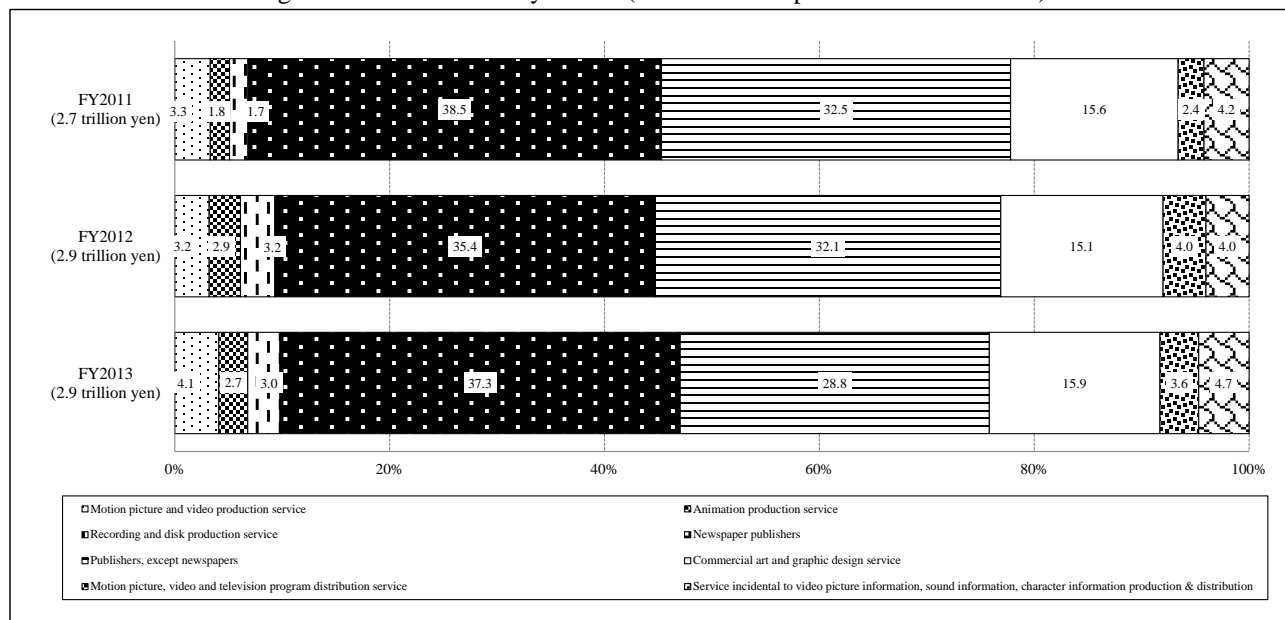 FY2011
(2.7 trillion yen)
3.3 1.8 1.7 38.5 32.5 15.6 2.4 4.2
FY2012
(2.9 trillion yen)
3.2 2.9 3.2 35.4 32.1 15.1 4.0 4.0
FY2013
(2.9 trillion yen)
4.1 2.7 3.0 37.3 28.8 15.9 3.6 4.7
0% 20% 40% 60% 80% 100%
Motion picture and video production service
Animation production service
Recording and disk production service
Newspaper publishers
Publishers, except newspapers
Commercial art and graphic design service
Motion picture, video and television program distribution service
Service incidental to video picture information, sound information, character information production & distribution